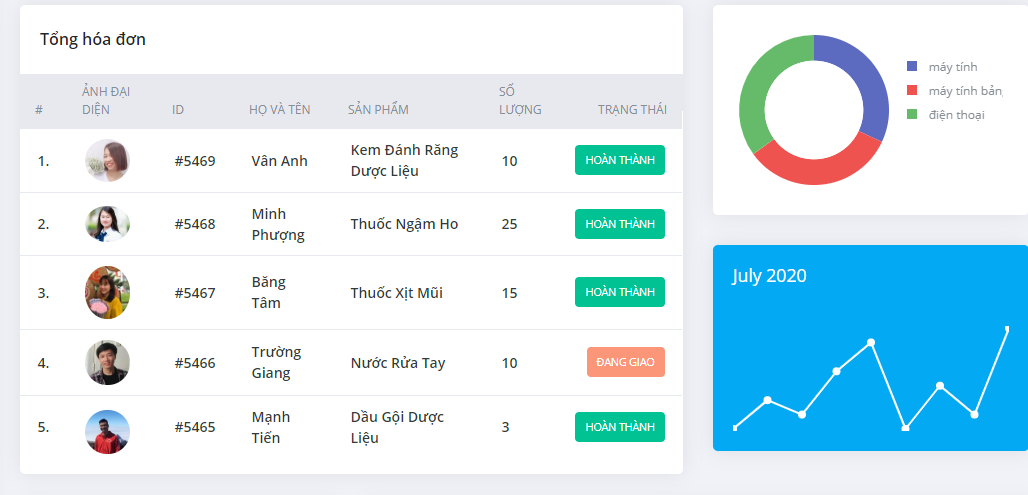 Tổng hóa đơn
# ẢNH ĐẠI DIỆN ID HỌ VÀ TÊN SẢN PHẨM SỐ LƯỢNG TRẠNG THÁI
1. #5469 Vân Anh Kem Đánh Răng Dược Liệu 10 HOÀN THÀNH
2. #5468 Minh Phượng Thuốc Ngậm Ho 25 HOÀN THÀNH
3. #5467 Băng Tâm Thuốc Xịt Mũi 15 HOÀN THÀNH
4. #5466 Trường Giang Nước Rửa Tay 10 ĐANG GIAO
5. #5465 Mạnh Tiến Dầu Gội Dược Liệu 3 HOÀN THÀNH
máy tính
máy tính bản
điện thoại
July 2020